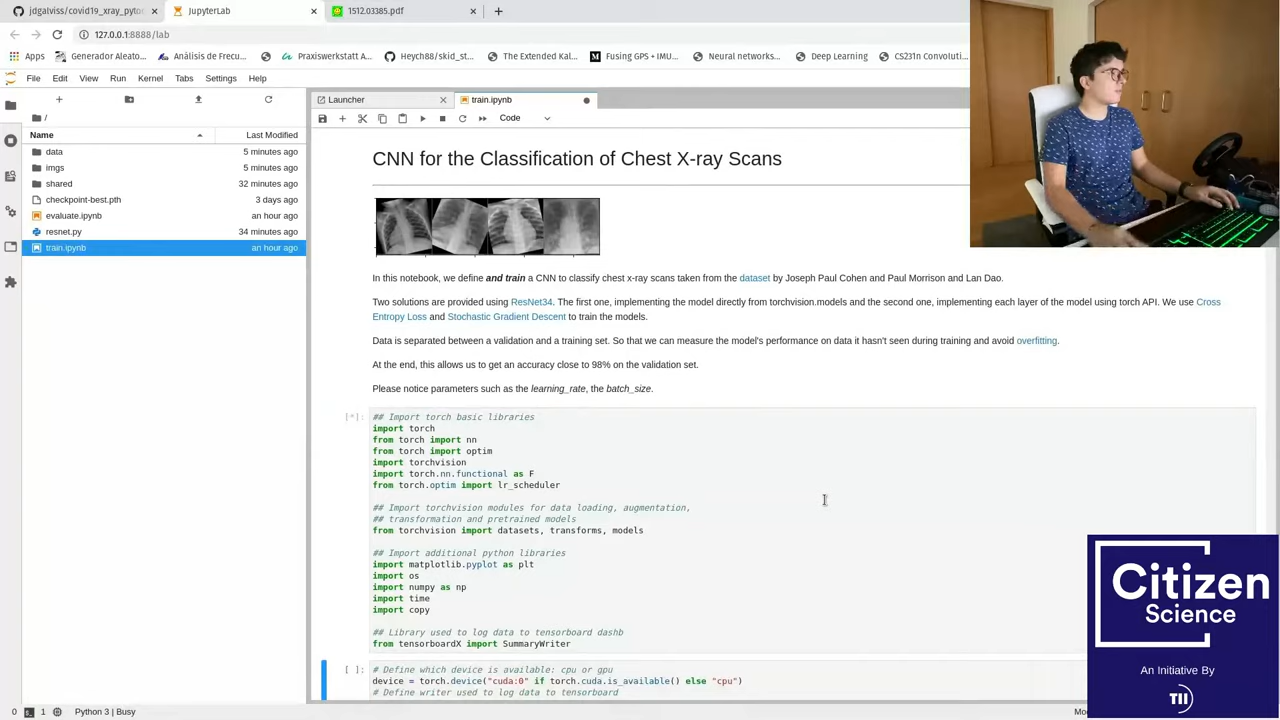 jdgalviss/covid19_xray_pyto
JupyterLab
1512.03385.pdf
127.0.0.1:8888/lab
Apps
Generador Aleato...
Análisis de Frecu...
Praxiswerkstatt A...
Heych88/skid_st...
The Extended Kal...
Fusing GPS + IMU...
Neural networks...
Deep Learning
CS231n Convoluti...
File Edit View Run Kernel Tabs Settings Help
/
Name Last Modified
data 5 minutes ago
imgs 5 minutes ago
shared 32 minutes ago
checkpoint-best.pth 3 days ago
evaluate.ipynb an hour ago
resnet.py 34 minutes ago
train.ipynb an hour ago
Launcher
train.ipynb
Code
CNN for the Classification of Chest X-ray Scans
In this notebook, we define and train a CNN to classify chest x-ray scans taken from the dataset by Joseph Paul Cohen and Paul Morrison and Lan Dao.
Two solutions are provided using ResNet34. The first one, implementing the model directly from torchvision.models and the second one, implementing each layer of the model using torch API. We use Cross
Entropy Loss and Stochastic Gradient Descent to train the models.
Data is separated between a validation and a training set. So that we can measure the model's performance on data it hasn't seen during training and avoid overfitting.
At the end, this allows us to get an accuracy close to 98% on the validation set.
Please notice parameters such as the learning_rate, the batch_size.
[*]:
## Import torch basic libraries
import torch
from torch import nn
from torch import optim
import torchvision
import torch.nn.functional as F
from torch.optim import lr_scheduler
## Import torchvision modules for data loading, augmentation,
## transformation and pretrained models
from torchvision import datasets, transforms, models
## Import additional python libraries
import matplotlib.pyplot as plt
import os
import numpy as np
import time
import copy
## Library used to log data to tensorboard dashb
from tensorboardX import SummaryWriter
[ ]:
# Define which device is available: cpu or gpu
device = torch.device("cuda:0" if torch.cuda.is_available() else "cpu")
# Define writer used to log data to tensorboard
0
1
Python 3 | Busy
Mo
Citizen
Science
An Initiative By
TII